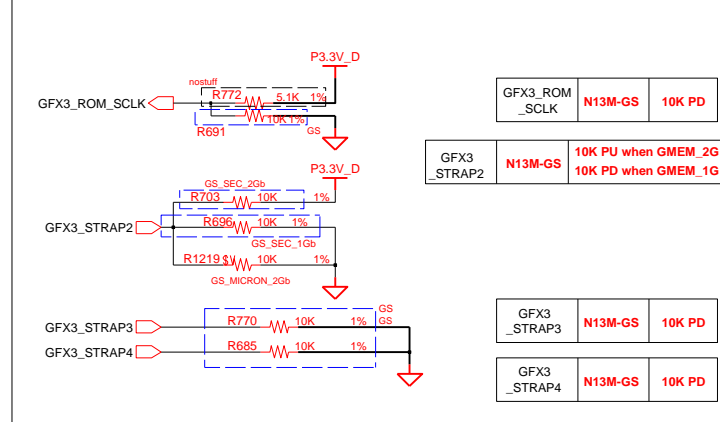 P3.3V_D
nostuff
GFX3_ROM_SCLK
R772
5.1K
1%
10K 1%
R691
GS
GFX3_ROM
_SCLK
N13M-GS
10K PD
GFX3
_STRAP2
N13M-GS
10K PU when GMEM_2G
10K PD when GMEM_1G
P3.3V_D
GS_SEC_2Gb
R703
10K
1%
GFX3_STRAP2
R696
10K
1%
GS_SEC_1Gb
R1219
10K
1%
GS_MICRON_2Gb
GS
GFX3_STRAP3
R770
10K
1%
GS
GFX3_STRAP4
R685
10K
1%
GFX3
_STRAP3
N13M-GS
10K PD
GFX3
_STRAP4
N13M-GS
10K PD